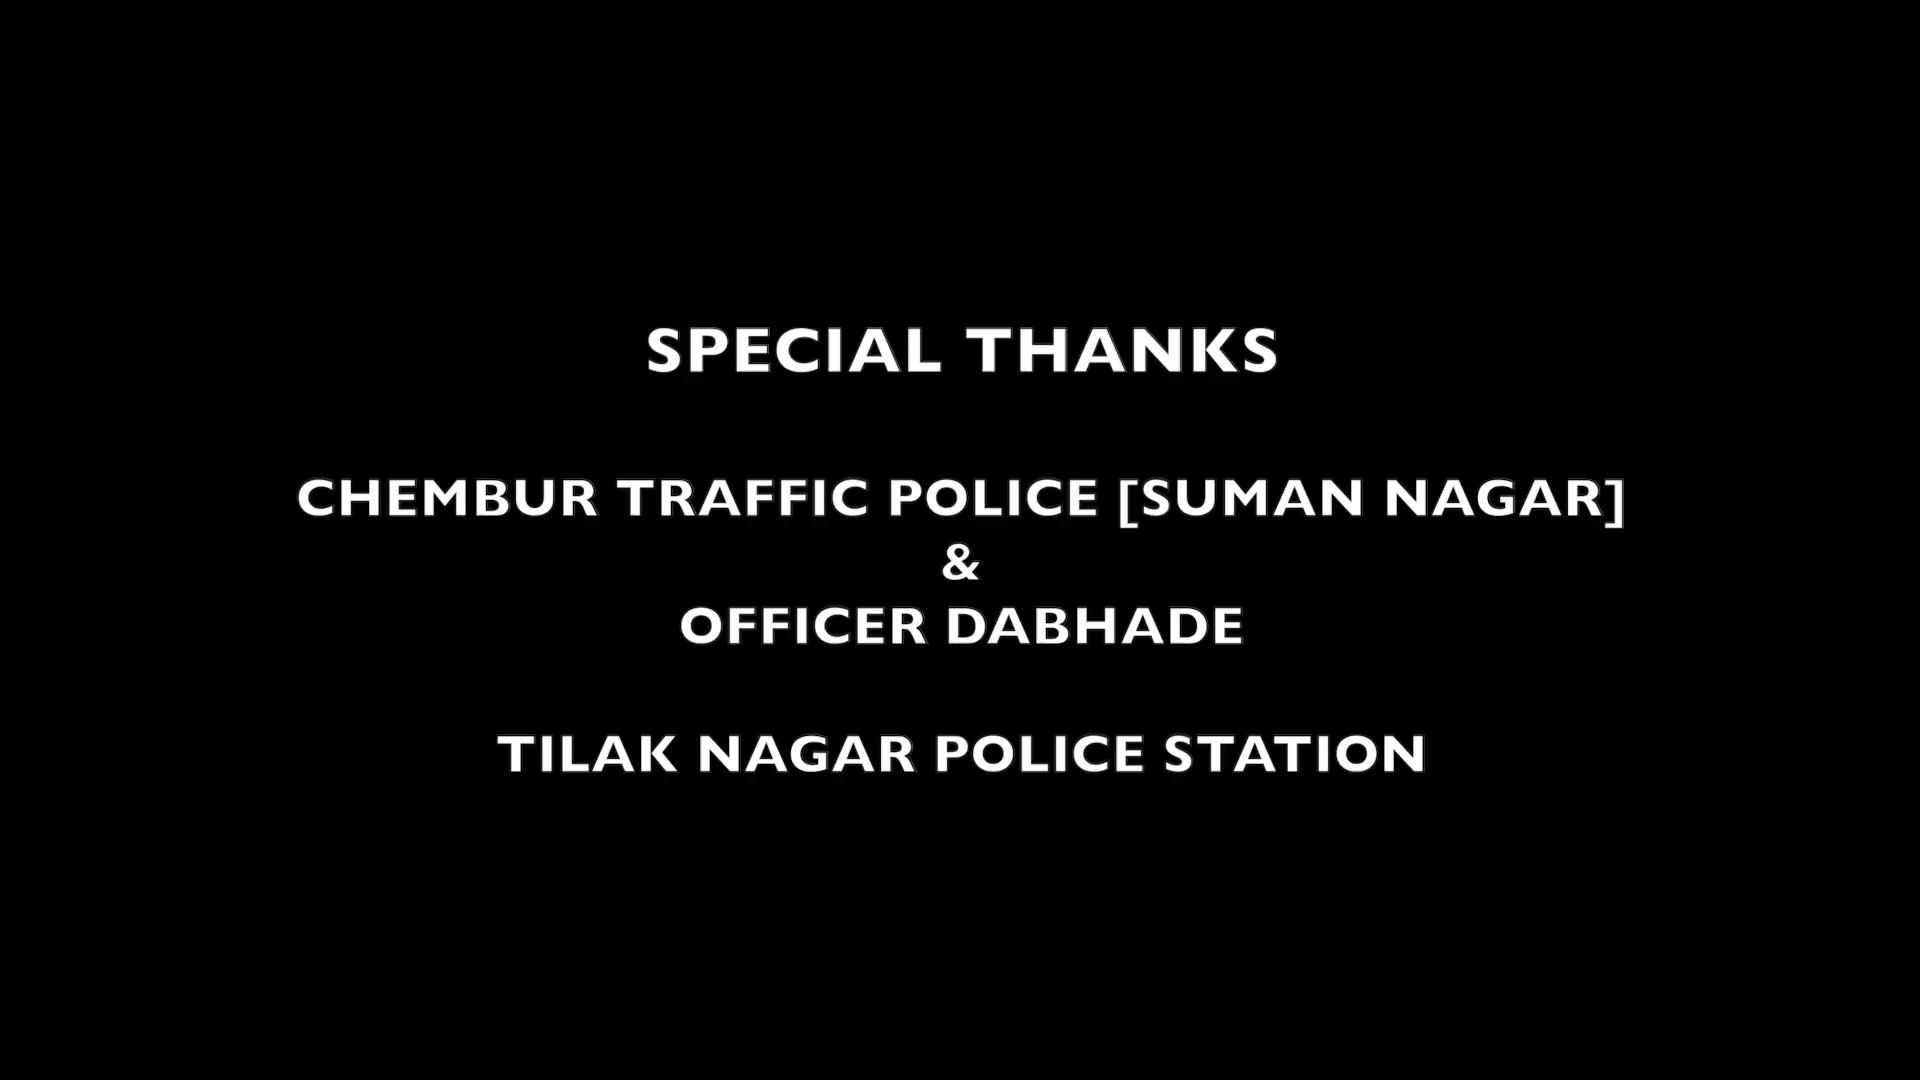 SPECIAL THANKS
CHEMBUR TRAFFIC POLICE [SUMAN NAGAR]
&
OFFICER DABHADE
TILAK NAGAR POLICE STATION